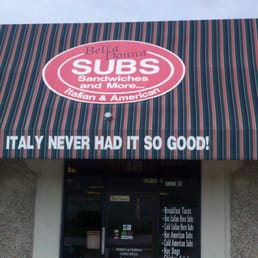 Bella Donna
SUBS
Sandwiches
and More...
Italian & American
ITALY NEVER HAD IT SO GOOD!
- Breakfast Tacos
- Hot Italian Hero Subs
- Cold Italian Hero Subs
- Hot American Subs
- Cold American Subs
- Hot Dogs